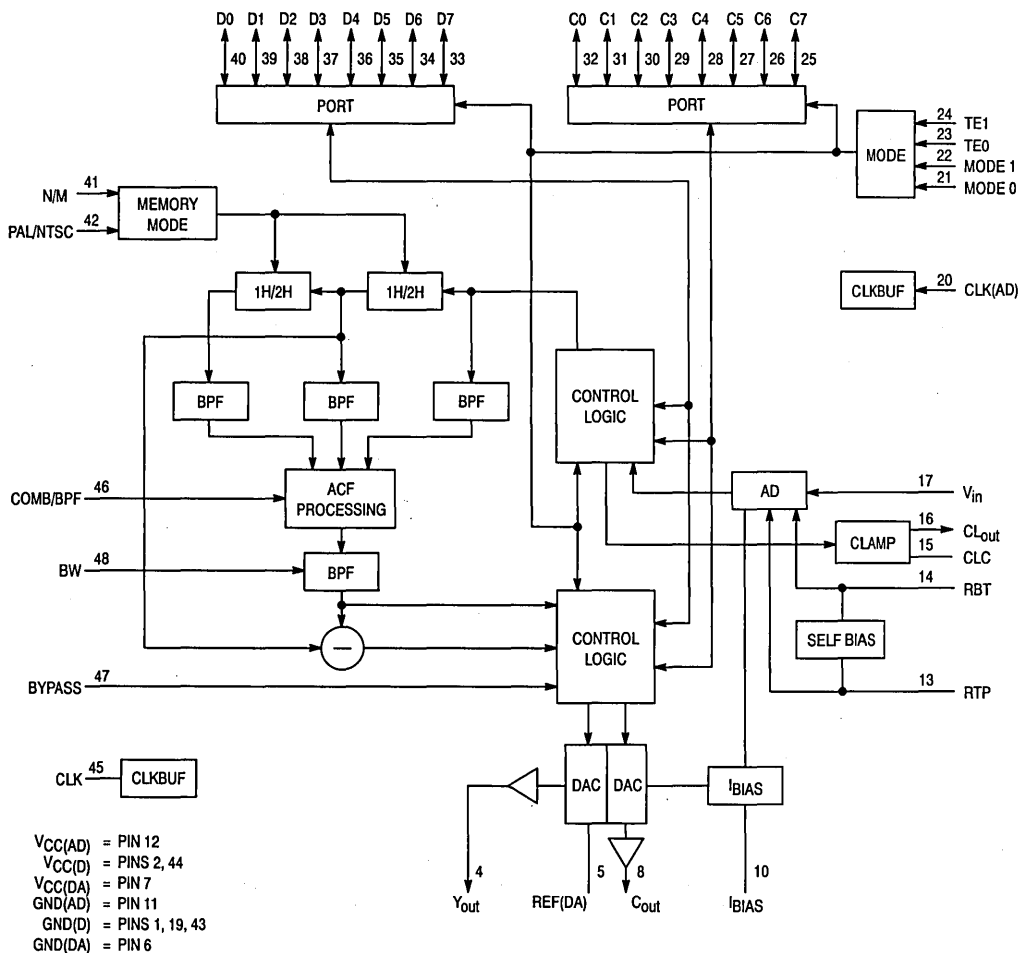 D0 D1 D2 D3 D4 D5 D6 D7
C0 C1 C2 C3 C4 C5 C6 C7
40 39 38 37 36 35 34 33
32 31 30 29 28 27 26 25
PORT
PORT
MODE
24 TE1
23 TE0
22 MODE 1
21 MODE 0
N/M 41
MEMORY
MODE
PAL/NTSC 42
1H/2H
1H/2H
CLKBUF
20 CLK(AD)
BPF
BPF
BPF
CONTROL
LOGIC
COMB/BPF 46
ACF
PROCESSING
AD
17 Vin
CLAMP
16 CLout
15 CLC
BW 48
BPF
14 RBT
SELF BIAS
13 RTP
—
CONTROL
LOGIC
BYPASS 47
CLK 45
CLKBUF
DAC
DAC
IBIAS
4
5
8
10
Yout
REF(DA)
Cout
IBIAS
VCC(AD) = PIN 12
VCC(D) = PINS 2, 44
VCC(DA) = PIN 7
GND(AD) = PIN 11
GND(D) = PINS 1, 19, 43
GND(DA) = PIN 6